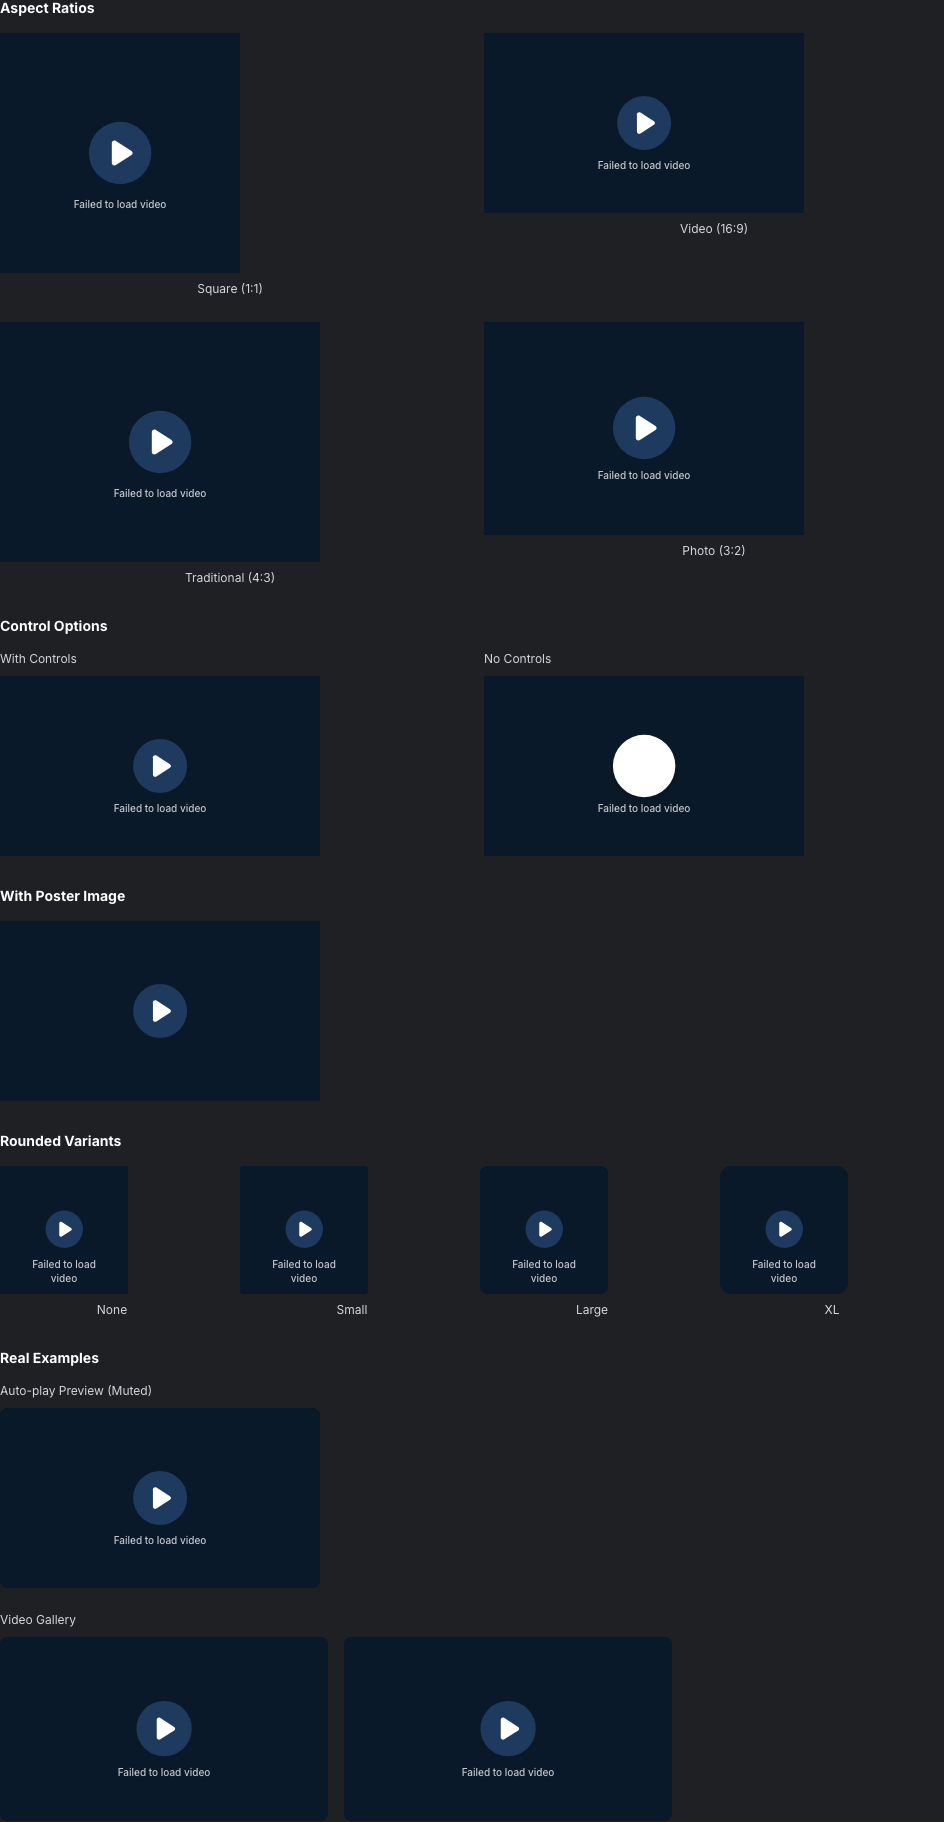 Aspect Ratios
Failed to load video
Square (1:1)
Failed to load video
Video (16:9)
Failed to load video
Traditional (4:3)
Failed to load video
Photo (3:2)
Control Options
With Controls
Failed to load video
No Controls
Failed to load video
With Poster Image
Rounded Variants
Failed to load
video
None
Failed to load
video
Small
Failed to load
video
Large
Failed to load
video
XL
Real Examples
Auto-play Preview (Muted)
Failed to load video
Video Gallery
Failed to load video
Failed to load video